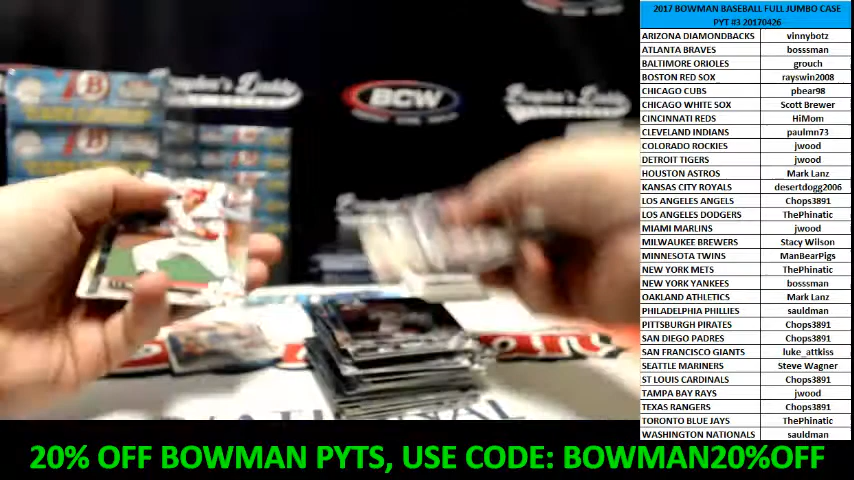 2017 BOWMAN BASEBALL FULL JUMBO CASE
PYT #3 20170426
ARIZONA DIAMONDBACKS vinnybotz
ATLANTA BRAVES bosssman
BALTIMORE ORIOLES grouch
BOSTON RED SOX rayswin2008
CHICAGO CUBS pbear98
CHICAGO WHITE SOX Scott Brewer
CINCINNATI REDS HiMom
CLEVELAND INDIANS paulmn73
COLORADO ROCKIES jwood
DETROIT TIGERS jwood
HOUSTON ASTROS Mark Lanz
KANSAS CITY ROYALS desertdogg2006
LOS ANGELES ANGELS Chops3891
LOS ANGELES DODGERS ThePhinatic
MIAMI MARLINS jwood
MILWAUKEE BREWERS Stacy Wilson
MINNESOTA TWINS ManBearPigs
NEW YORK METS ThePhinatic
NEW YORK YANKEES bosssman
OAKLAND ATHLETICS Mark Lanz
PHILADELPHIA PHILLIES sauldman
PITTSBURGH PIRATES Chops3891
SAN DIEGO PADRES Chops3891
SAN FRANCISCO GIANTS luke_attkiss
SEATTLE MARINERS Steve Wagner
ST LOUIS CARDINALS Chops3891
TAMPA BAY RAYS jwood
TEXAS RANGERS Chops3891
TORONTO BLUE JAYS ThePhinatic
WASHINGTON NATIONALS sauldman
BCW
20% OFF BOWMAN PYTS, USE CODE: BOWMAN20%OFF